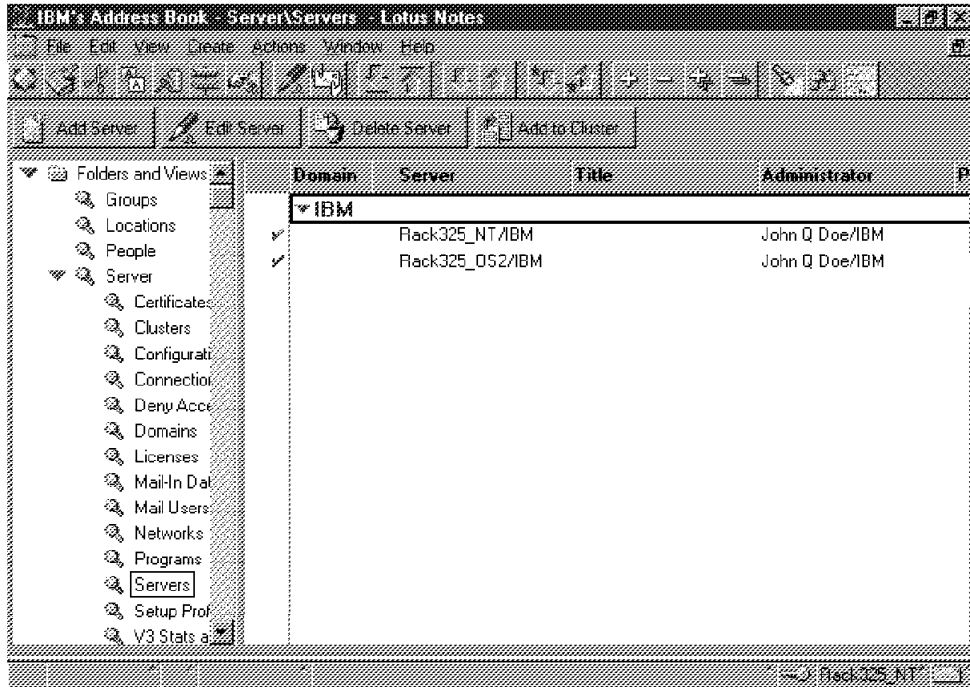 IBM's Address Book - Server\Servers - Lotus Notes
File Edit View Create Actions Window Help
Add Server Edit Server Delete Server Add to Cluster
Folders and Views
Groups
Locations
People
Server
Certificates
Clusters
Configurati
Connection
Deny Acce
Domains
Licenses
Mail-In Dat
Mail Users
Networks
Programs
Servers
Setup Prof
V3 Stats a
Domain Server Title Administrator P
IBM
Rack325_NT/IBM John Q Doe/IBM
Rack325_OS2/IBM John Q Doe/IBM
Rack325_NT